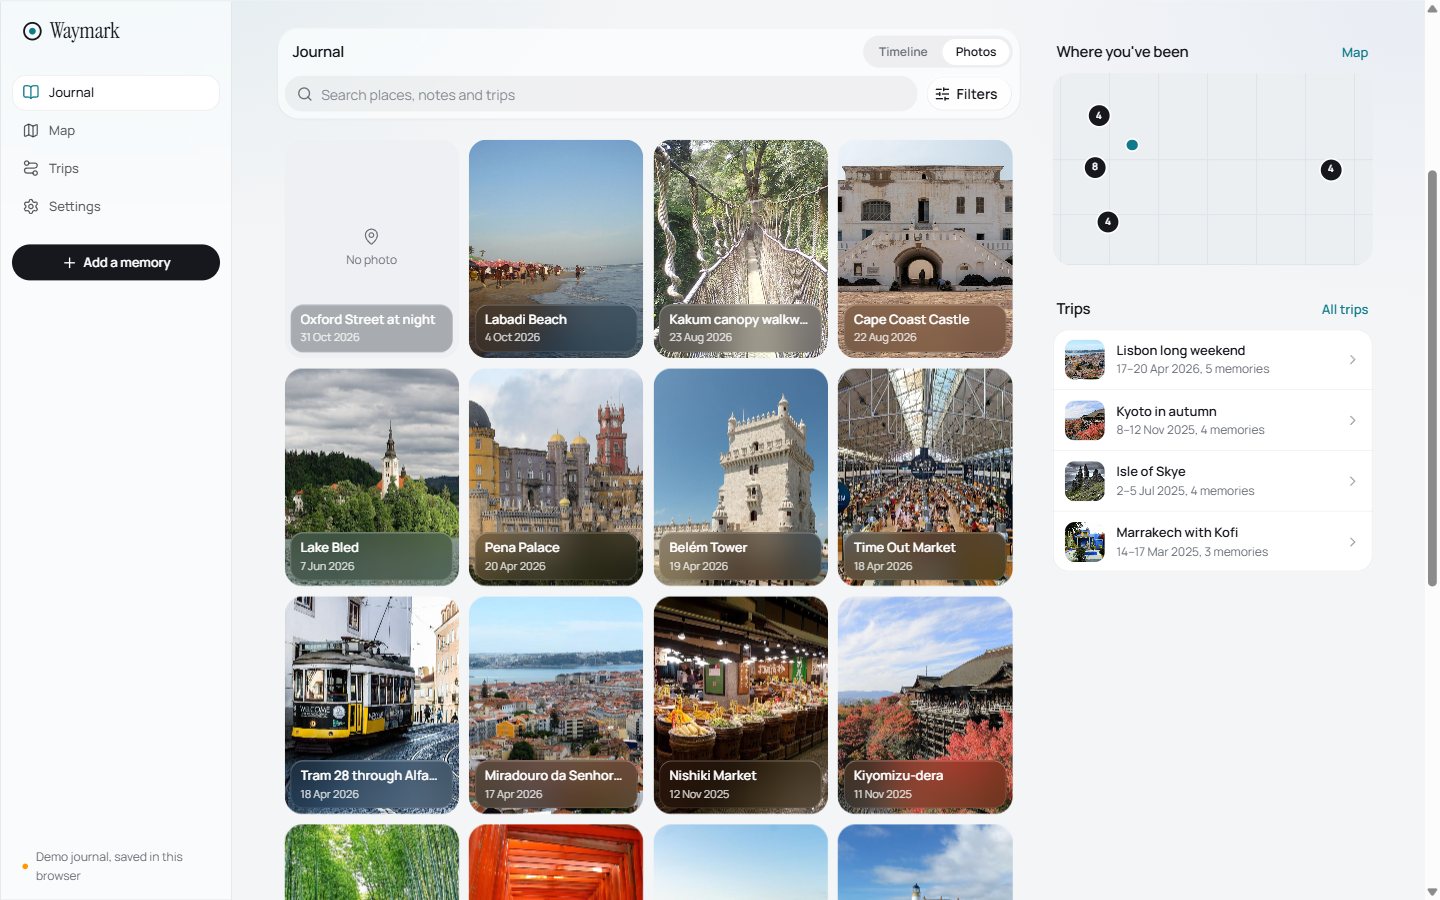 Waymark
Journal
Map
Trips
Settings
Add a memory
Demo journal, saved in this
browser
Journal
Timeline
Photos
Search places, notes and trips
Filters
No photo
Oxford Street at night
31 Oct 2026
Labadi Beach
4 Oct 2026
Kakum canopy walkw...
23 Aug 2026
Cape Coast Castle
22 Aug 2026
Lake Bled
7 Jun 2026
Pena Palace
20 Apr 2026
Belém Tower
19 Apr 2026
Time Out Market
18 Apr 2026
WELCOME
Tram 28 through Alfa...
18 Apr 2026
Miradouro da Senhor...
17 Apr 2026
Nishiki Market
12 Nov 2025
Kiyomizu-dera
11 Nov 2025
Where you've been
Map
4
8
4
4
Trips
All trips
Lisbon long weekend
17–20 Apr 2026, 5 memories
Kyoto in autumn
8–12 Nov 2025, 4 memories
Isle of Skye
2–5 Jul 2025, 4 memories
Marrakech with Kofi
14–17 Mar 2025, 3 memories